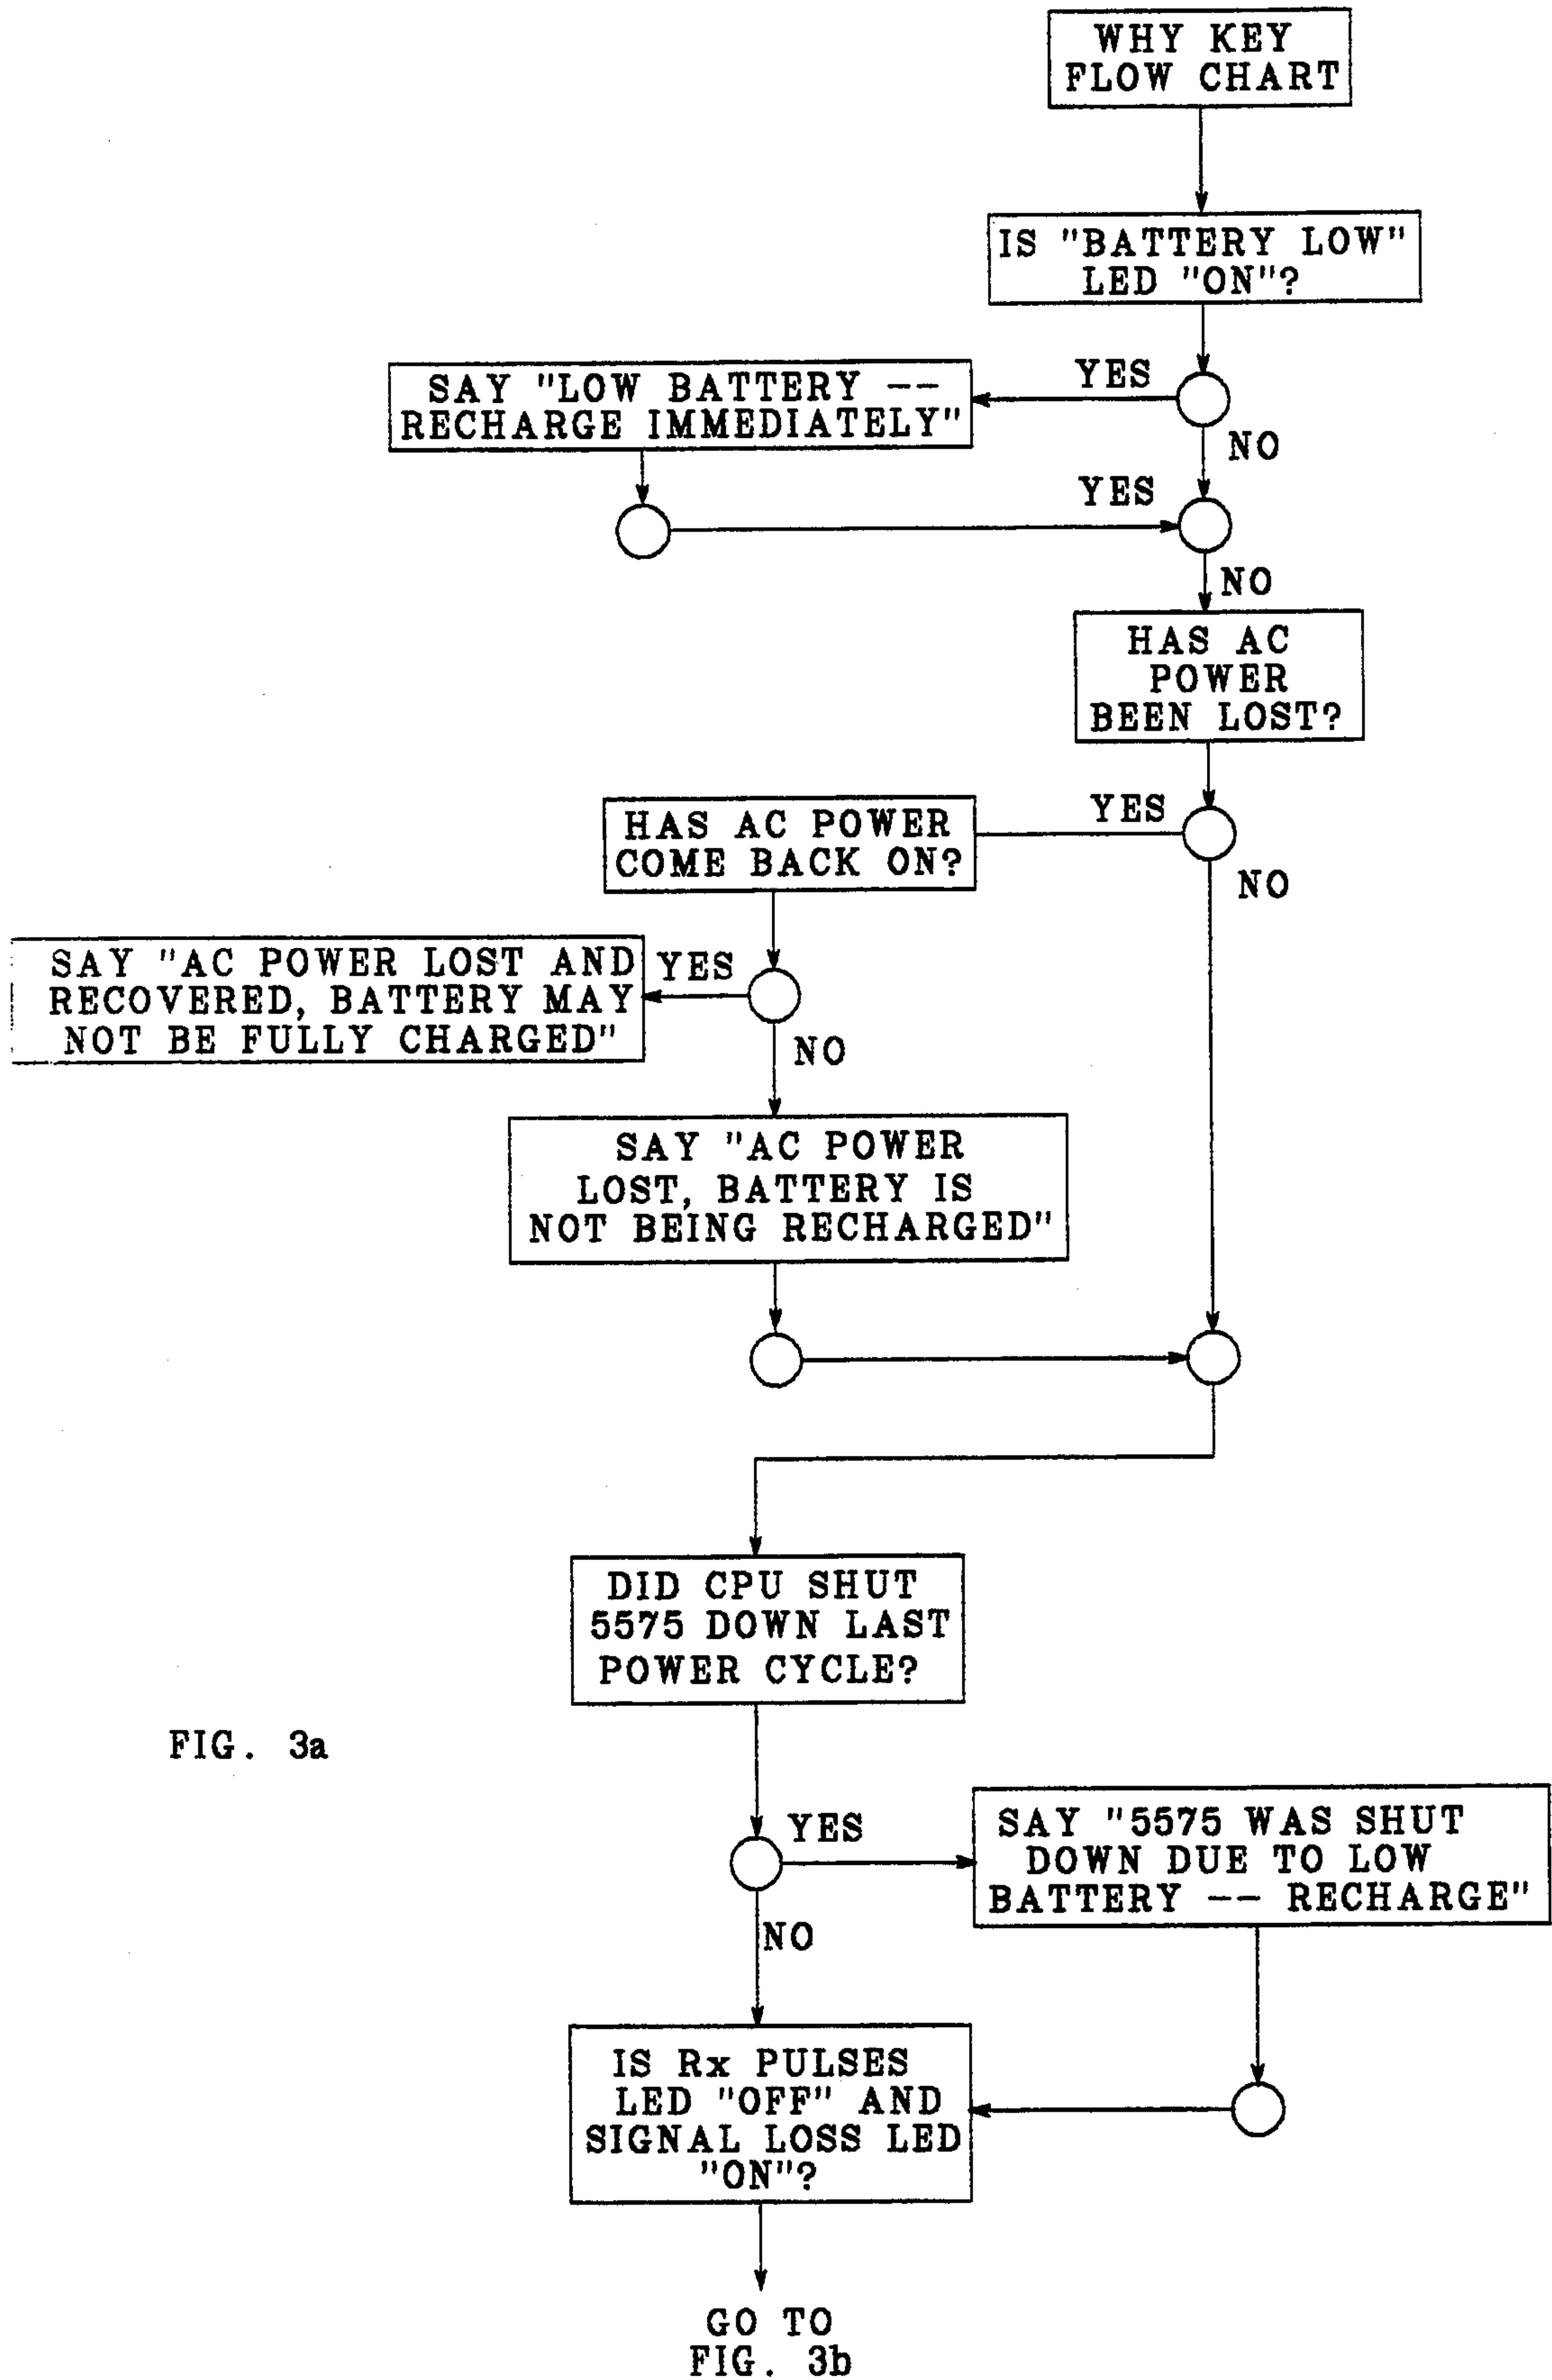 WHY KEY
FLOW CHART
IS "BATTERY LOW"
LED "ON"?
YES
SAY "LOW BATTERY --
RECHARGE IMMEDIATELY"
NO
YES
NO
HAS AC
POWER
BEEN LOST?
YES
HAS AC POWER
COME BACK ON?
NO
SAY "AC POWER LOST AND
RECOVERED, BATTERY MAY
NOT BE FULLY CHARGED"
YES
NO
SAY "AC POWER
LOST, BATTERY IS
NOT BEING RECHARGED"
DID CPU SHUT
5575 DOWN LAST
POWER CYCLE?
FIG. 3a
YES
SAY "5575 WAS SHUT
DOWN DUE TO LOW
BATTERY -- RECHARGE"
NO
IS Rx PULSES
LED "OFF" AND
SIGNAL LOSS LED
"ON"?
GO TO
FIG. 3b